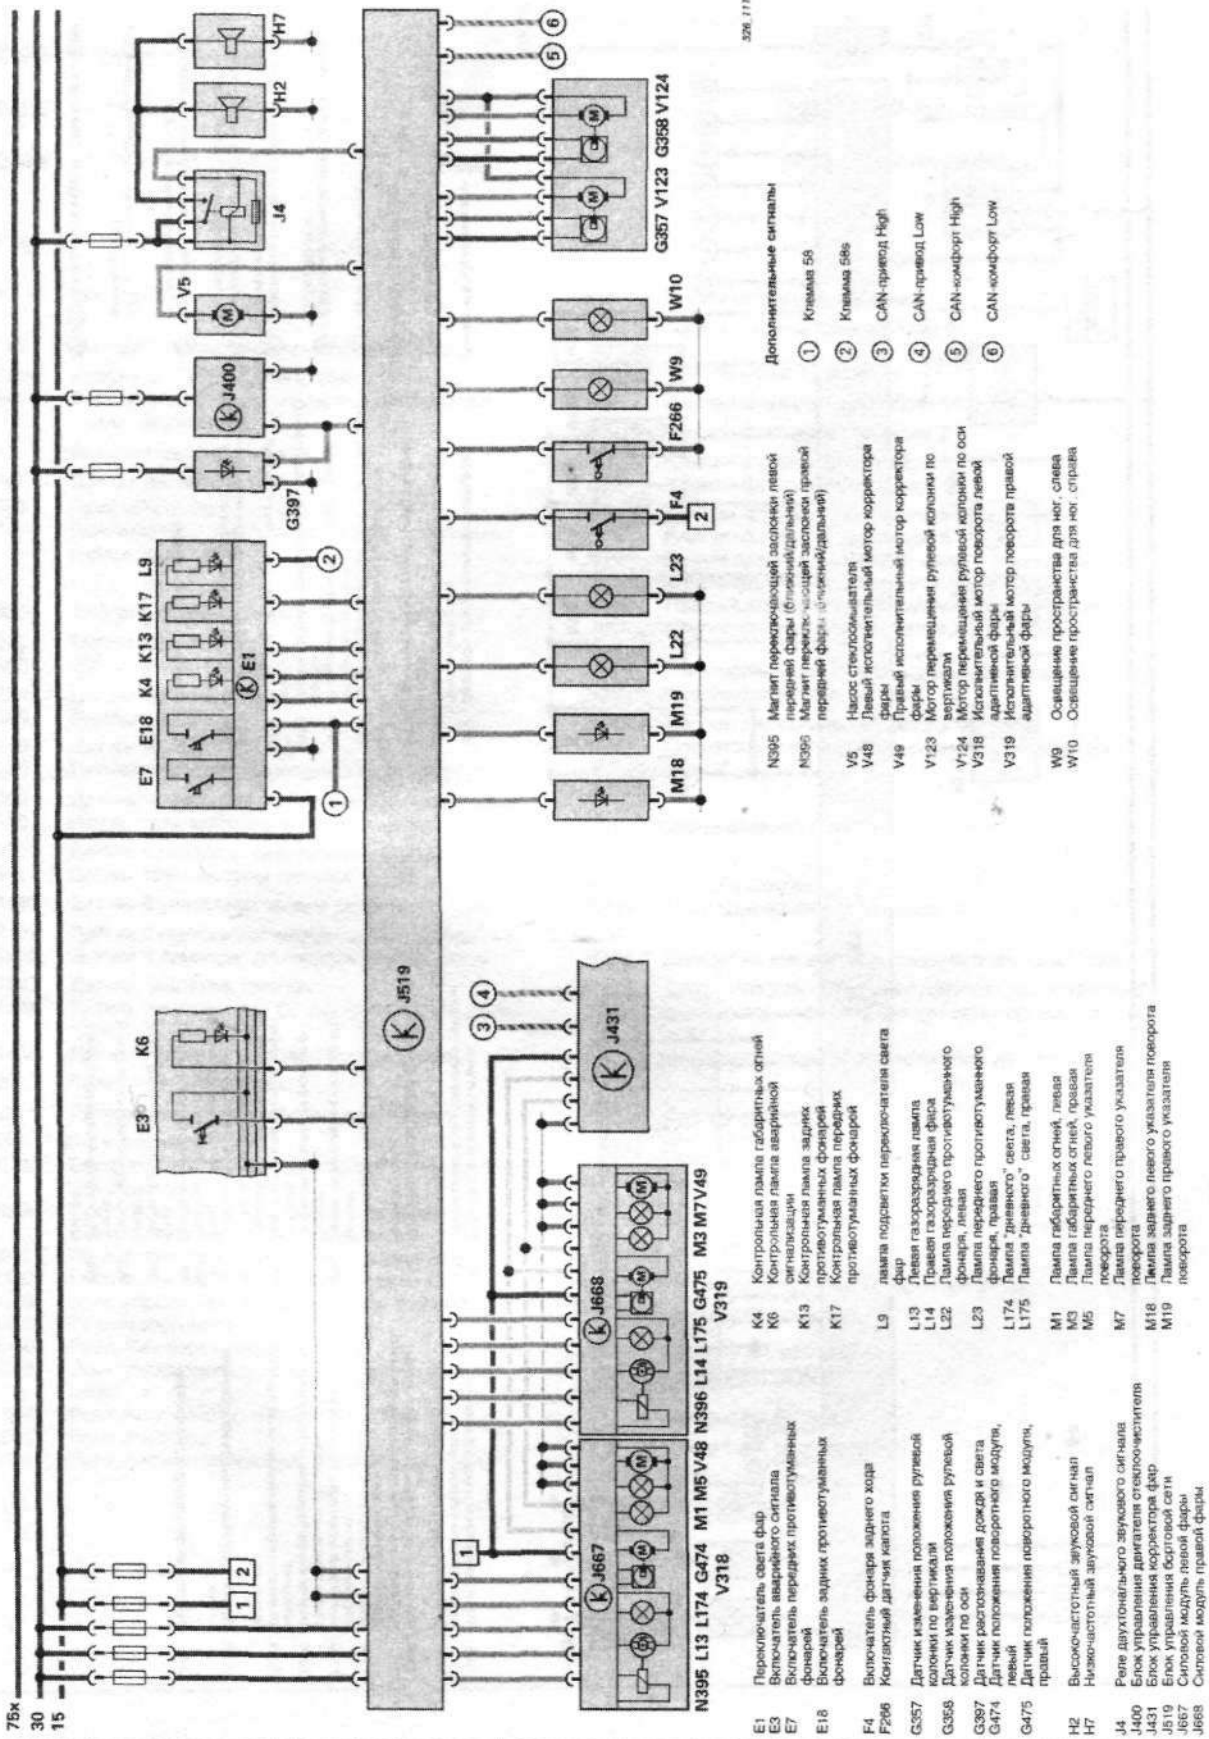 75x
30
15
H7
H2
J4
V5
J400
G397
L9
K17
K13
K4
E18
E7
E1
2
1
K6
E3
2
1
J519
6
5
G357 V123 G358 V124
W10
W9
F266
F4
2
L23
L22
M19
M18
4
3
J431
J668
N396 L14 L175 G475 M3 M7 V49
V319
1
J667
N395 L13 L174 G474 M1 M5 V48
V318
326_111
E1 Переключатель света фар
E3 Включатель аварийного сигнала
E7 Включатель передних противотуманных
фонарей
E18 Включатель задних противотуманных
фонарей
F4 Включатель фонаря заднего хода
F266 Контактный датчик капота
G357 Датчик изменения положения рулевой
колонки по вертикали
G358 Датчик изменения положения рулевой
колонки по оси
G397 Датчик распознавания дождя и света
G474 Датчик положения поворотного модуля,
левый
G475 Датчик положения поворотного модуля,
правый
H2 Высокочастотный звуковой сигнал
H7 Низкочастотный звуковой сигнал
J4 Реле двухтонального звукового сигнала
J400 Блок управления двигателя стеклоочистителя
J431 Блок управления корректора фар
J519 Блок управления бортовой сети
J667 Силовой модуль левой фары
J668 Силовой модуль правой фары
K4 Контрольная лампа габаритных огней
K6 Контрольная лампа аварийной
сигнализации
K13 Контрольная лампа задних
противотуманных фонарей
K17 Контрольная лампа передних
противотуманных фонарей
L9 лампа подсветки переключателя света
фар
L13 Левая газоразрядная лампа
L14 Правая газоразрядная фара
L22 Лампа переднего противотуманного
фонаря, левая
L23 Лампа переднего противотуманного
фонаря, правая
L174 Лампа "дневного" света, левая
L175 Лампа "дневного" света, правая
M1 Лампа габаритных огней, левая
M3 Лампа габаритных огней, правая
M5 Лампа переднего левого указателя
поворота
M7 Лампа переднего правого указателя
поворота
M18 Лампа заднего левого указателя поворота
M19 Лампа заднего правого указателя
поворота
N395 Магнит переключающей заслонки левой
передней фары (ближний/дальний)
N396 Магнит переключающей заслонки правой
передней фары (ближний/дальний)
V5 Насос стеклоомывателя
V48 Левый исполнительный мотор корректора
фары
V49 Правый исполнительный мотор корректора
фары
V123 Мотор перемещения рулевой колонки по
вертикали
V124 Мотор перемещения рулевой колонки по оси
V318 Исполнительный мотор поворота левой
адаптивной фары
V319 Исполнительный мотор поворота правой
адаптивной фары
W9 Освещение пространства для ног, слева
W10 Освещение пространства для ног, справа
Дополнительные сигналы
1 Клемма 58
2 Клемма 58s
3 CAN-привод High
4 CAN-привод Low
5 CAN-комфорт High
6 CAN-комфорт Low